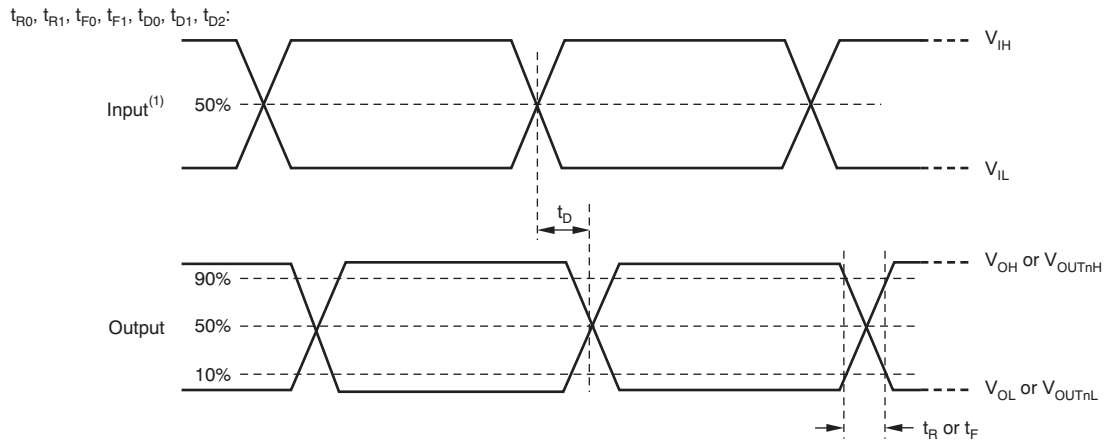 tR0, tR1, tF0, tF1, tD0, tD1, tD2:
VIH
Input(1)
50%
VIL
tD
VOH or VOUTnH
90%
Output
50%
10%
VOL or VOUTnL
tR or tF